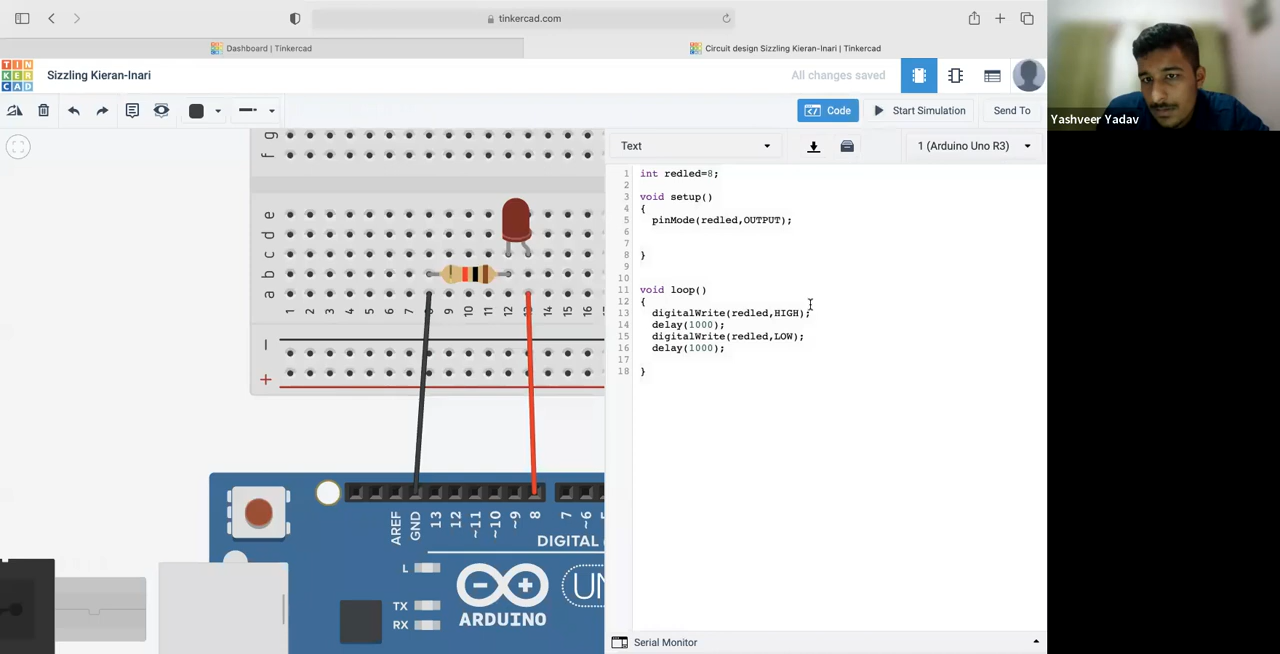 tinkercad.com
Dashboard | Tinkercad
Circuit design Sizzling Kieran-Inari | Tinkercad
TIN
KER
CAD
Sizzling Kieran-Inari
All changes saved
Code
Start Simulation
Send To
Yashveer Yadav
Text
1 (Arduino Uno R3)
1 int redled=8;
2
3 void setup()
4 {
5 pinMode(redled,OUTPUT);
6
7
8 }
9
10
11 void loop()
12 {
13 digitalWrite(redled,HIGH);
14 delay(1000);
15 digitalWrite(redled,LOW);
16 delay(1000);
17
18 }
g
f
e
d
c
b
a
1 2 3 4 5 6 7 8 9 10 11 12 13 14 15 16
AREF GND 13 12 ~11 ~10 ~9 8 7 ~6
DIGITAL
L
TX
RX
UN
ARDUINO
Serial Monitor